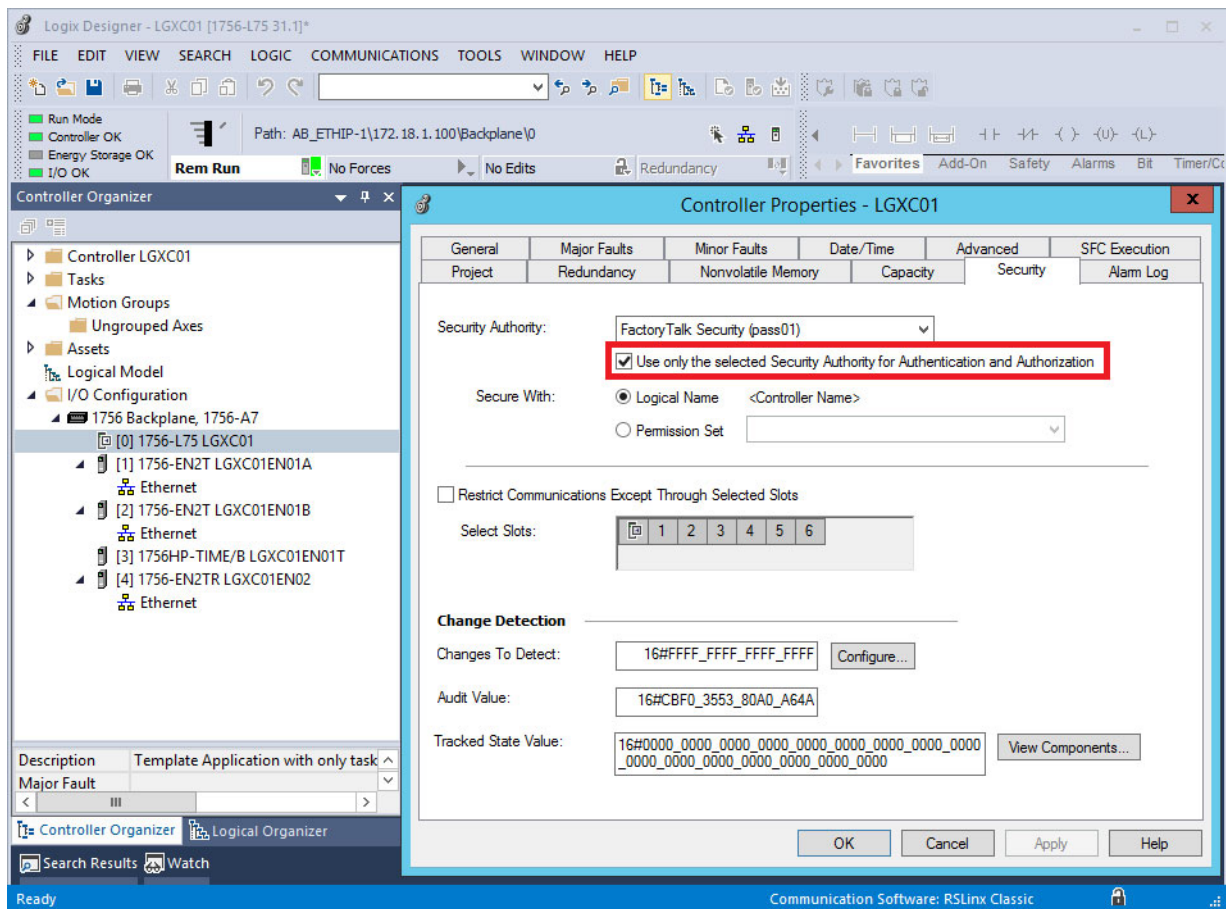 Logix Designer - LGXC01 [1756-L75 31.1]*
FILE EDIT VIEW SEARCH LOGIC COMMUNICATIONS TOOLS WINDOW HELP
Run Mode
Controller OK
Energy Storage OK
I/O OK
Path: AB_ETHIP-1\172.18.1.100\Backplane\0
Rem Run No Forces No Edits Redundancy
Favorites Add-On Safety Alarms Bit Timer/Co
Controller Organizer
Controller LGXC01
Tasks
Motion Groups
Ungrouped Axes
Assets
Logical Model
I/O Configuration
1756 Backplane, 1756-A7
[0] 1756-L75 LGXC01
[1] 1756-EN2T LGXC01EN01A
Ethernet
[2] 1756-EN2T LGXC01EN01B
Ethernet
[3] 1756HP-TIME/B LGXC01EN01T
[4] 1756-EN2TR LGXC01EN02
Ethernet
Description Template Application with only task
Major Fault
Controller Organizer Logical Organizer
Search Results Watch
Controller Properties - LGXC01
x
General Major Faults Minor Faults Date/Time Advanced SFC Execution
Project Redundancy Nonvolatile Memory Capacity Security Alarm Log
Security Authority: FactoryTalk Security (pass01)
Use only the selected Security Authority for Authentication and Authorization
Secure With: Logical Name <Controller Name>
Permission Set
Restrict Communications Except Through Selected Slots
Select Slots: 1 2 3 4 5 6
Change Detection
Changes To Detect: 16#FFFF_FFFF_FFFF_FFFF Configure...
Audit Value: 16#CBF0_3553_80A0_A64A
Tracked State Value: 16#0000_0000_0000_0000_0000_0000_0000_0000_0000 View Components...
_0000_0000_0000_0000_0000_0000_0000
OK Cancel Apply Help
Ready Communication Software: RSLinx Classic